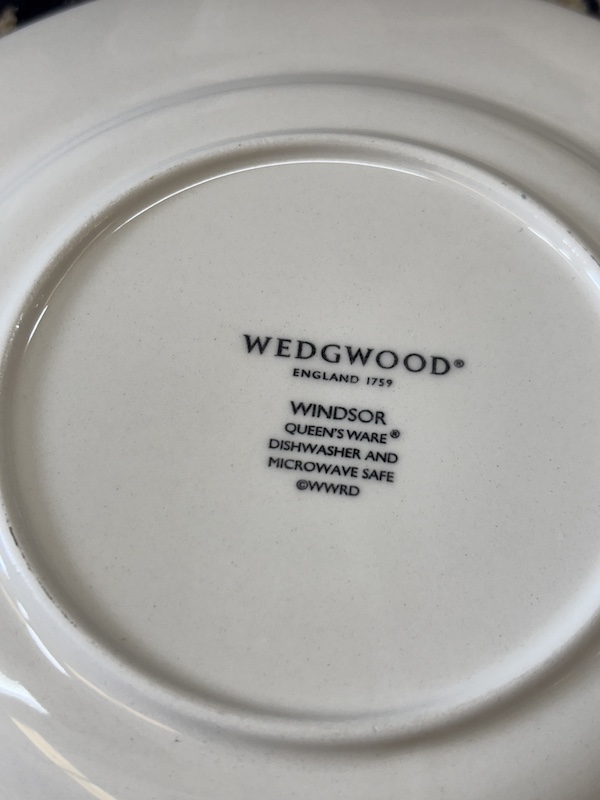 WEDGWOOD®
ENGLAND 1759
WINDSOR
QUEEN'S WARE®
DISHWASHER AND
MICROWAVE SAFE
©WWRD